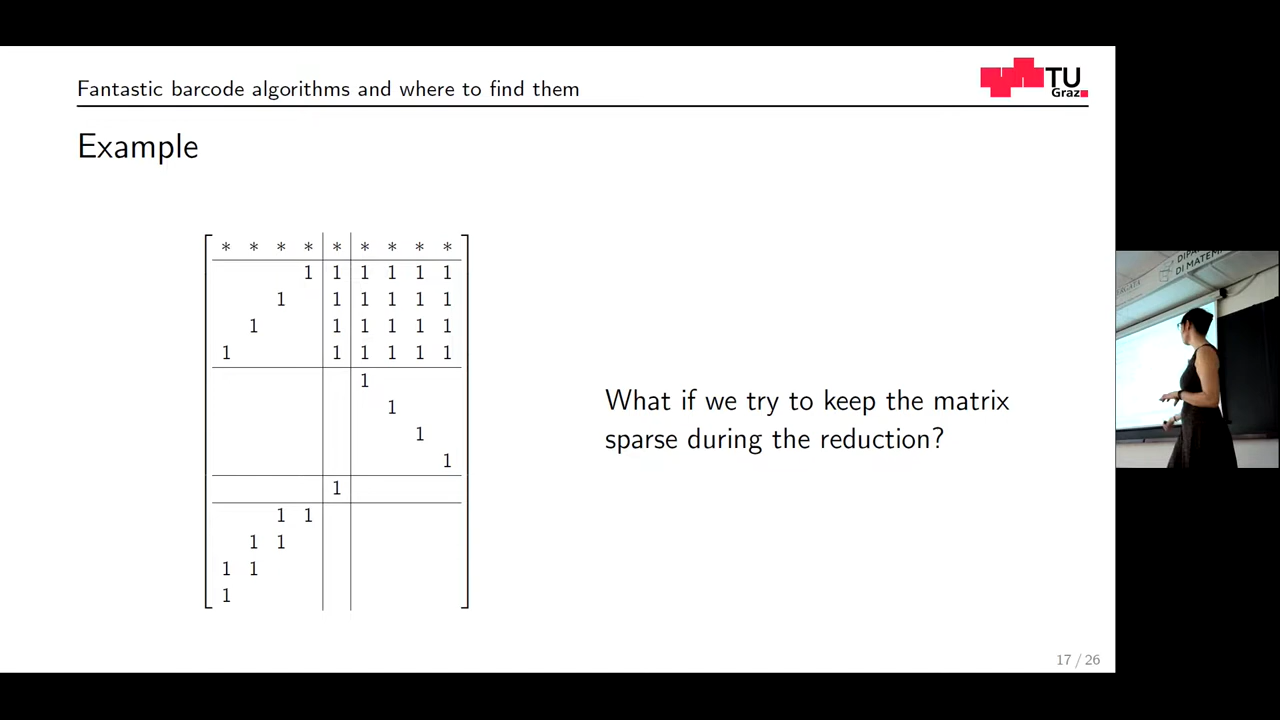 Fantastic barcode algorithms and where to find them
TU
Graz
Example
* * * * * * * * *
1 1 1 1 1 1
1 1 1 1 1 1
1 1 1 1 1 1
1 1 1 1 1 1
1
1
1
1
1
1 1
1 1
1 1
1
What if we try to keep the matrix
sparse during the reduction?
17 / 26
DI MATEM